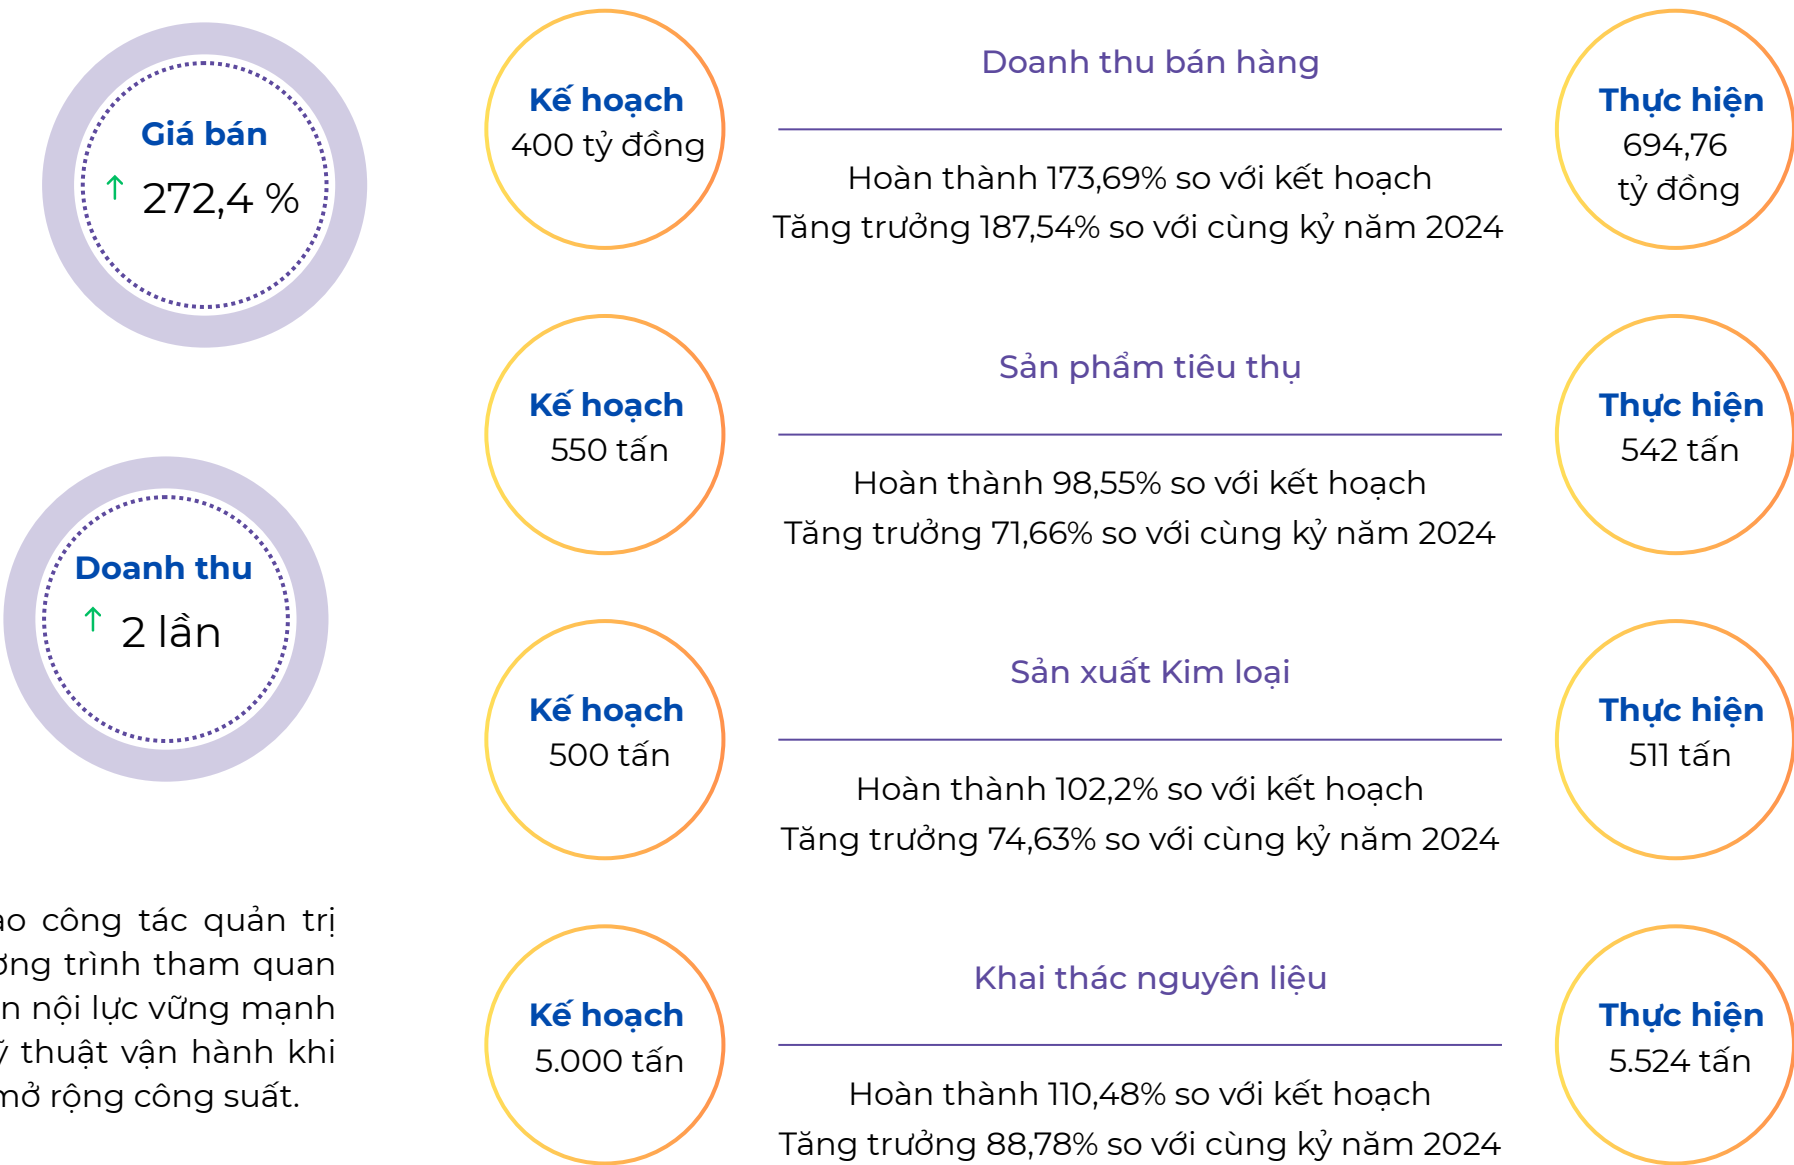 Giá bán
↑ 272,4 %
Doanh thu
↑ 2 lần
công tác quản trị
trình tham quan
nội lực vững mạnh
thuật vận hành khi
mở rộng công suất.
Kế hoạch
400 tỷ đồng
Doanh thu bán hàng
Hoàn thành 173,69% so với kết hoạch
Tăng trưởng 187,54% so với cùng kỷ năm 2024
Thực hiện
694,76
tỷ đồng
Kế hoạch
550 tấn
Sản phẩm tiêu thụ
Hoàn thành 98,55% so với kết hoạch
Tăng trưởng 71,66% so với cùng kỷ năm 2024
Thực hiện
542 tấn
Kế hoạch
500 tấn
Sản xuất Kim loại
Hoàn thành 102,2% so với kết hoạch
Tăng trưởng 74,63% so với cùng kỷ năm 2024
Thực hiện
511 tấn
Kế hoạch
5.000 tấn
Khai thác nguyên liệu
Hoàn thành 110,48% so với kết hoạch
Tăng trưởng 88,78% so với cùng kỷ năm 2024
Thực hiện
5.524 tấn